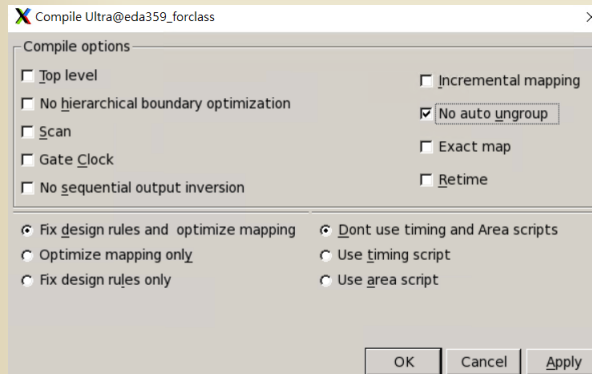 Compile Ultra@eda359_forclass
Compile options
Top level
No hierarchical boundary optimization
Scan
Gate Clock
No sequential output inversion
Incremental mapping
No auto ungroup
Exact map
Retime
Fix design rules and optimize mapping
Optimize mapping only
Fix design rules only
Dont use timing and Area scripts
Use timing script
Use area script
OK
Cancel
Apply